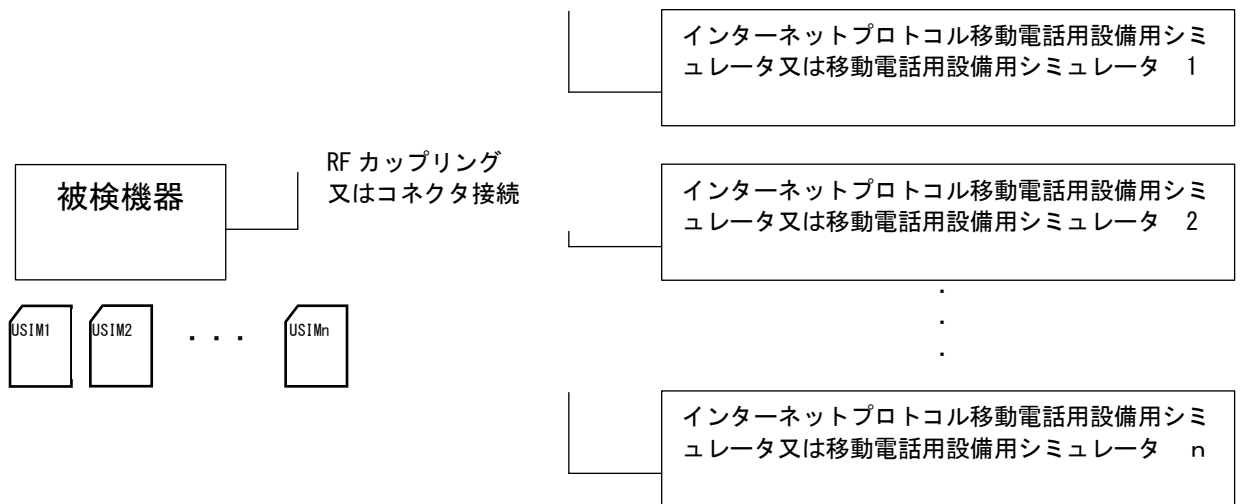 インターネットプロトコル移動電話用設備用シミ
ュレータ又は移動電話用設備用シミュレータ　1
RF カップリング
又はコネクタ接続
被検機器
インターネットプロトコル移動電話用設備用シミ
ュレータ又は移動電話用設備用シミュレータ　2
USIM1
USIM2
・・・
USIMn
インターネットプロトコル移動電話用設備用シミ
ュレータ又は移動電話用設備用シミュレータ　ｎ